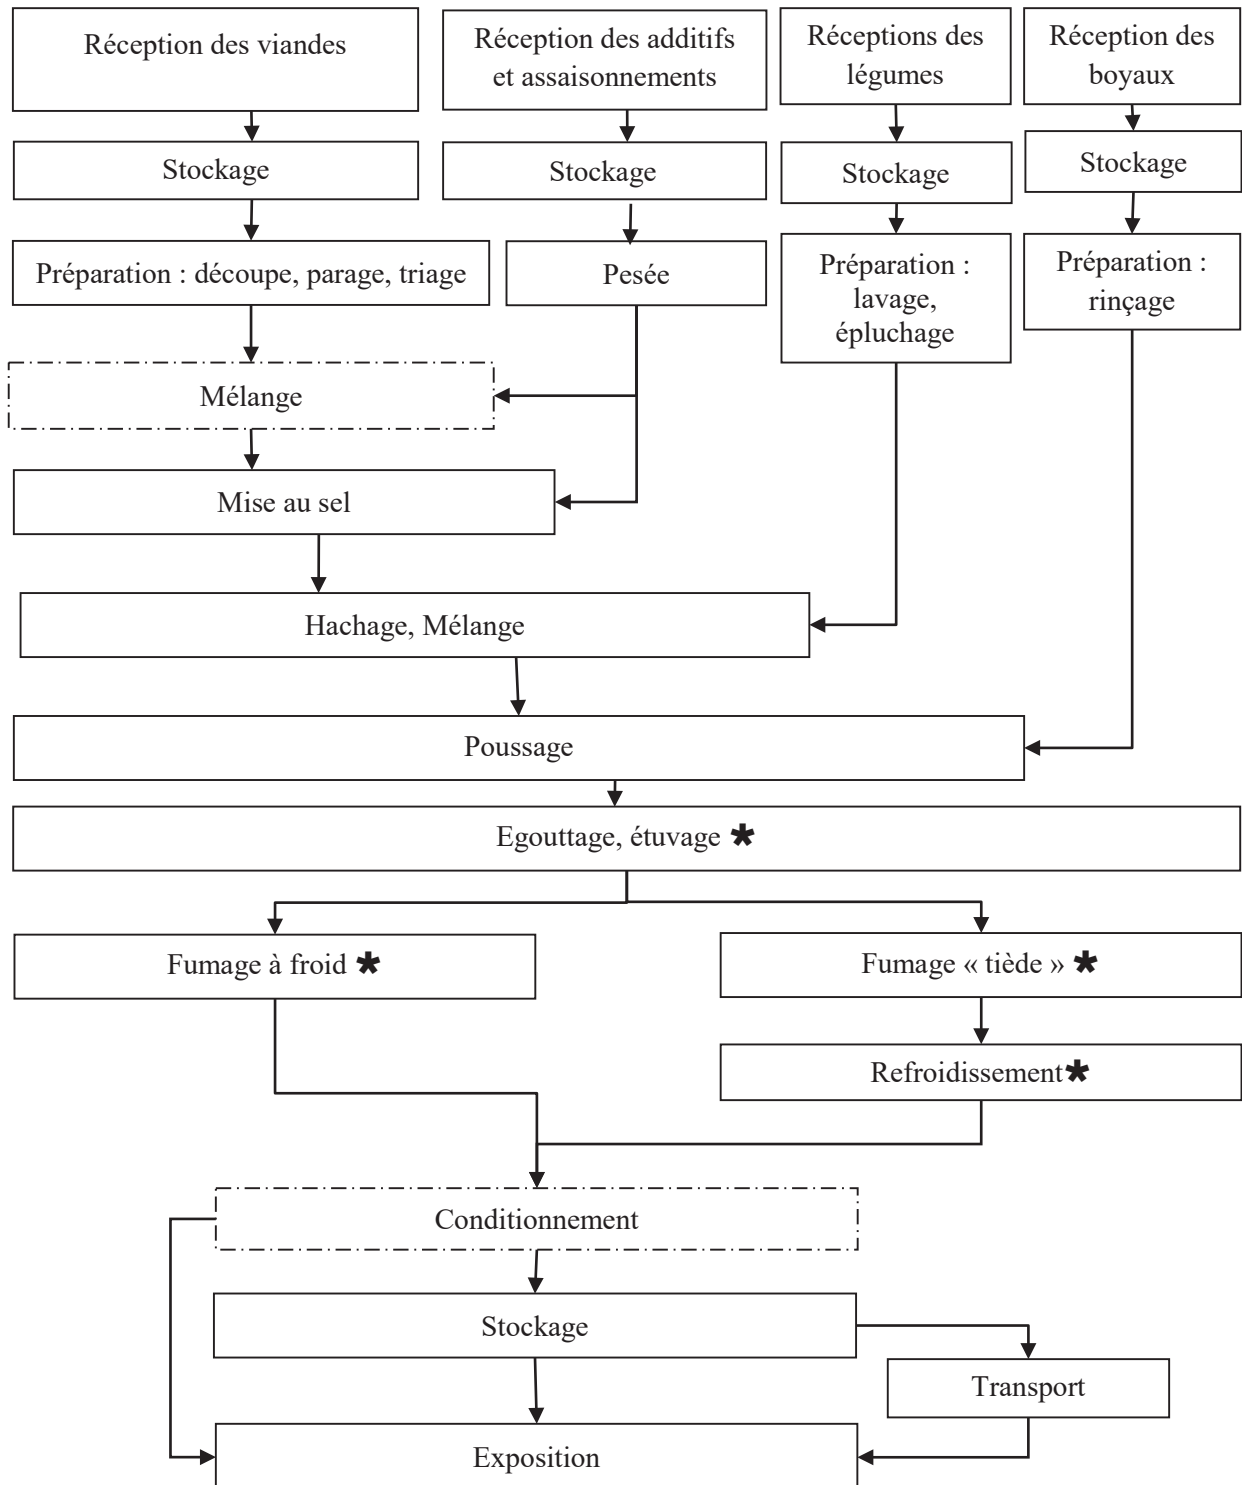 Réception des viandes
Réception des additifs
et assaisonnements
Réceptions des
légumes
Réception des
boyaux
Stockage
Stockage
Stockage
Stockage
Préparation : découpe, parage, triage
Pesée
Préparation :
lavage,
épluchage
Préparation :
rinçage
Mélange
Mise au sel
Hachage, Mélange
Poussage
Egouttage, étuvage *
Fumage à froid *
Fumage « tiède » *
Refroidissement*
Conditionnement
Stockage
Transport
Exposition